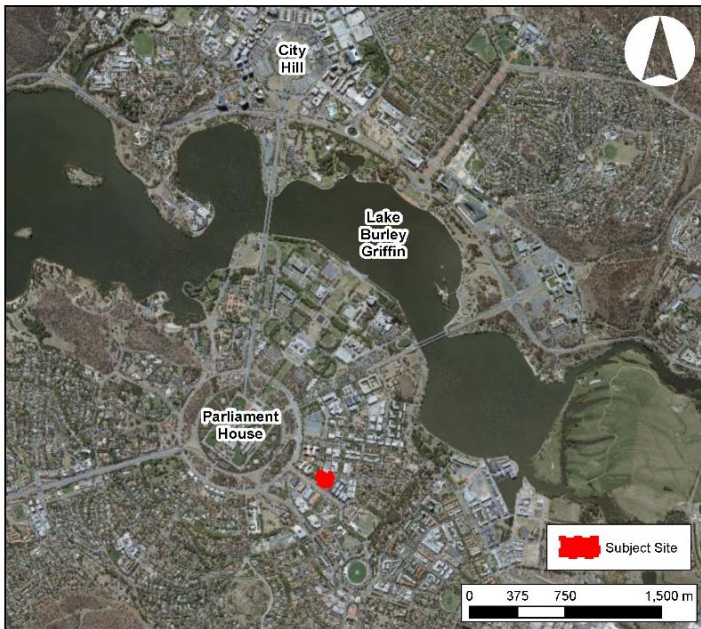 City
Hill
Lake
Burley
Griffin
Parliament
House
Subject Site
0 375 750 1,500 m